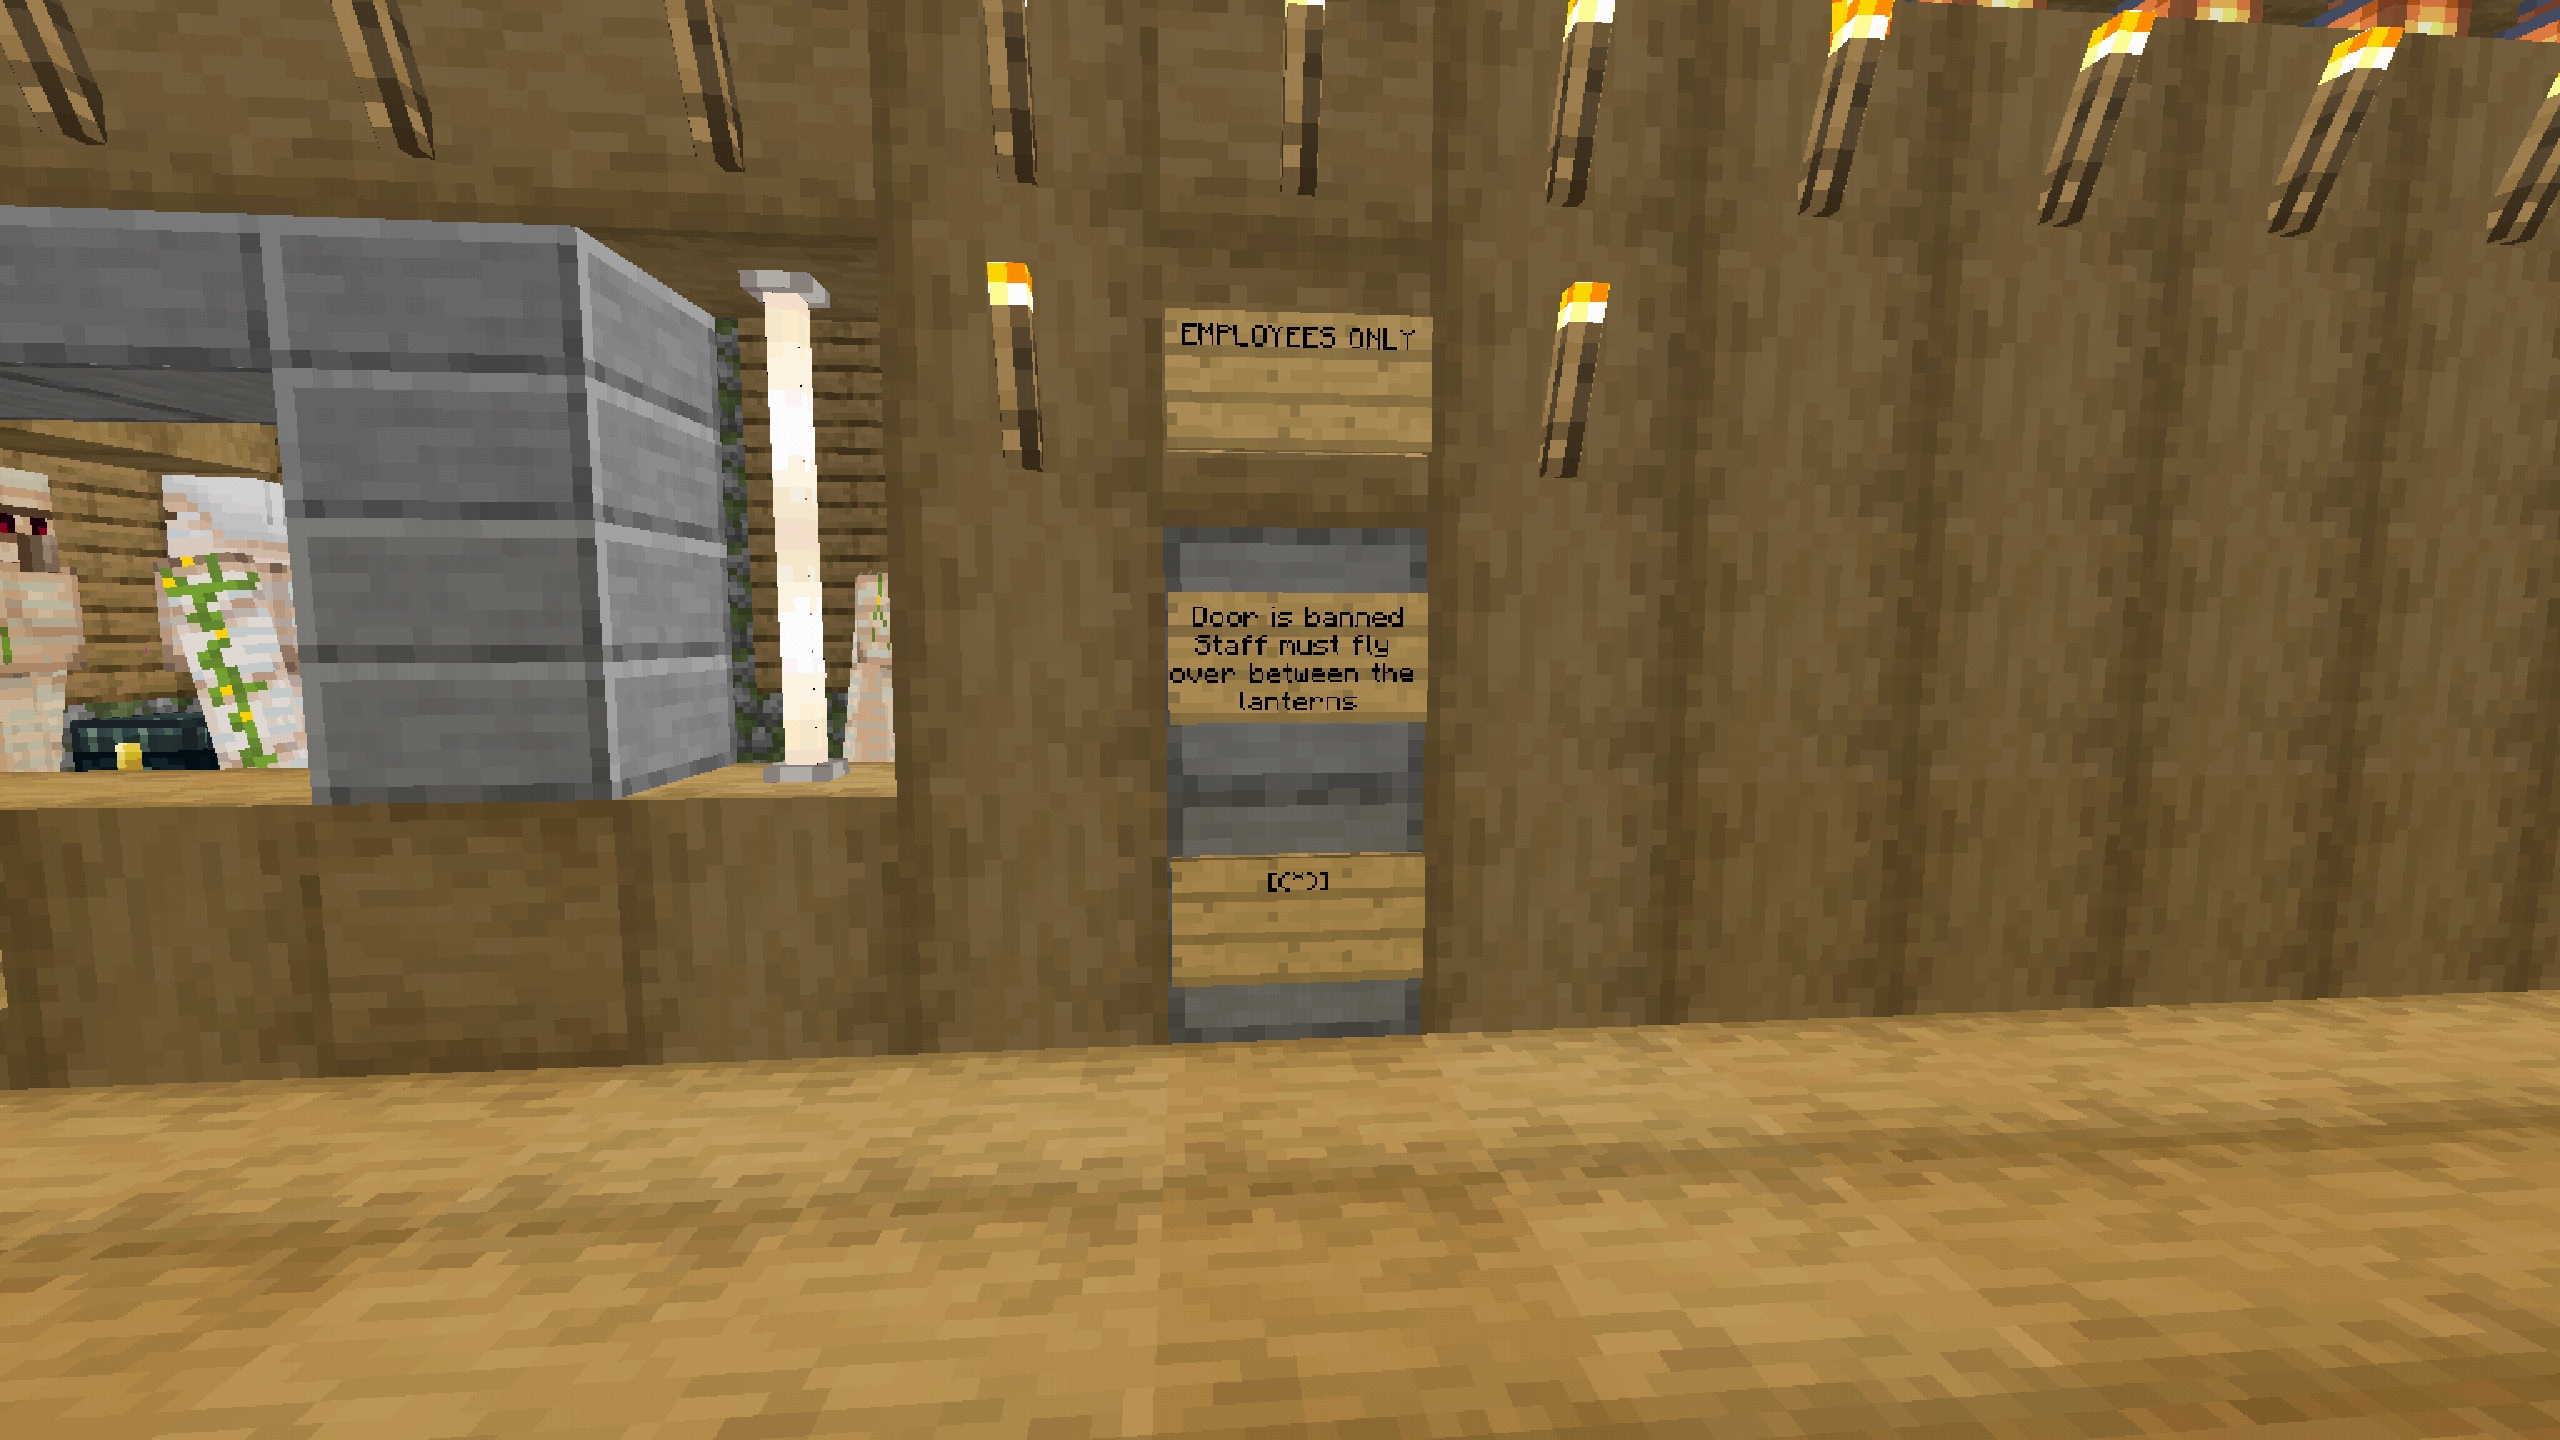 EMPLOYEES ONLY
Door is banned
Staff must fly
over between the
lanterns
[(")]